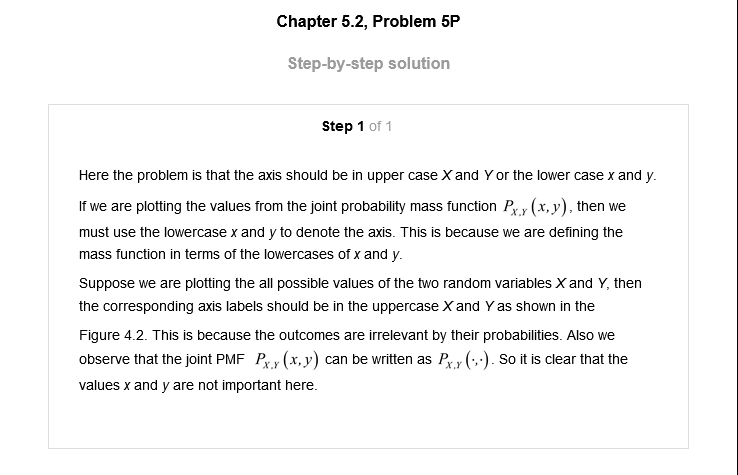 Chapter 5.2, Problem 5P
Step-by-step solution
Step 1 of 1
Here the problem is that the axis should be in upper case X and Y or the lower case x and y.
If we are plotting the values from the joint probability mass function P_{X,Y}(x, y), then we
must use the lowercase x and y to denote the axis. This is because we are defining the
mass function in terms of the lowercases of x and y.
Suppose we are plotting the all possible values of the two random variables X and Y, then
the corresponding axis labels should be in the uppercase X and Y as shown in the
Figure 4.2. This is because the outcomes are irrelevant by their probabilities. Also we
observe that the joint PMF P_{X,Y}(x, y) can be written as P_{X,Y}(·,·). So it is clear that the
values x and y are not important here.